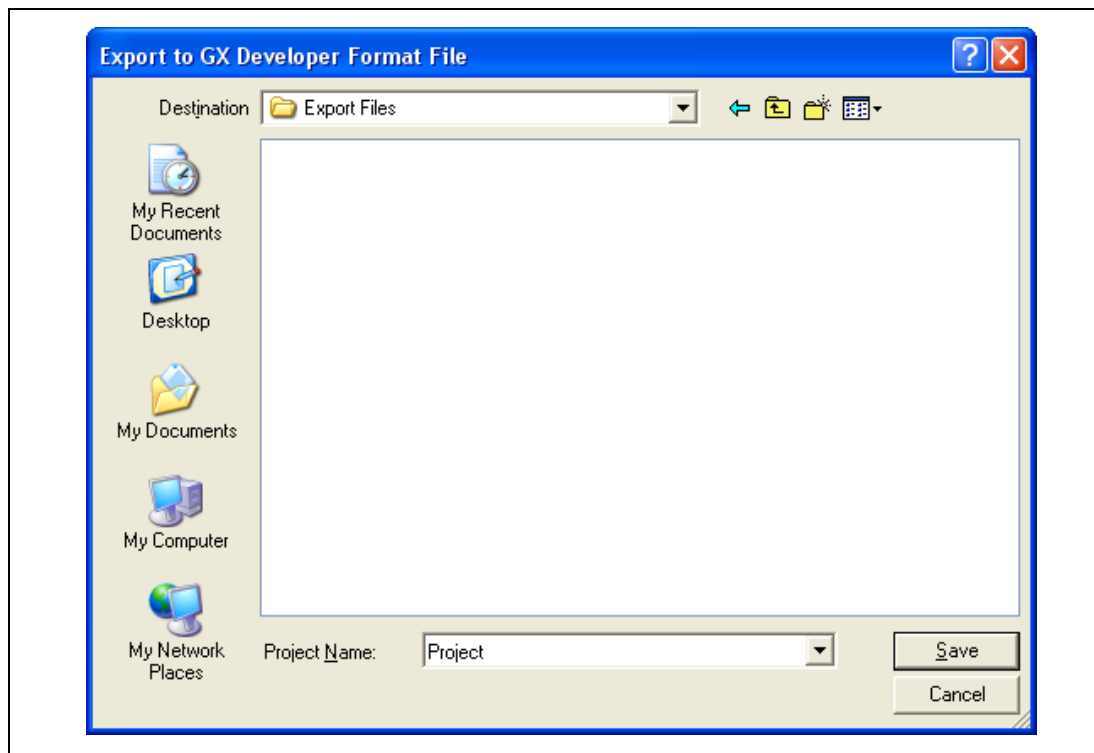 Export to GX Developer Format File
Destination
Export Files
My Recent
Documents
Desktop
My Documents
My Computer
My Network
Places
Project Name:
Project
Save
Cancel